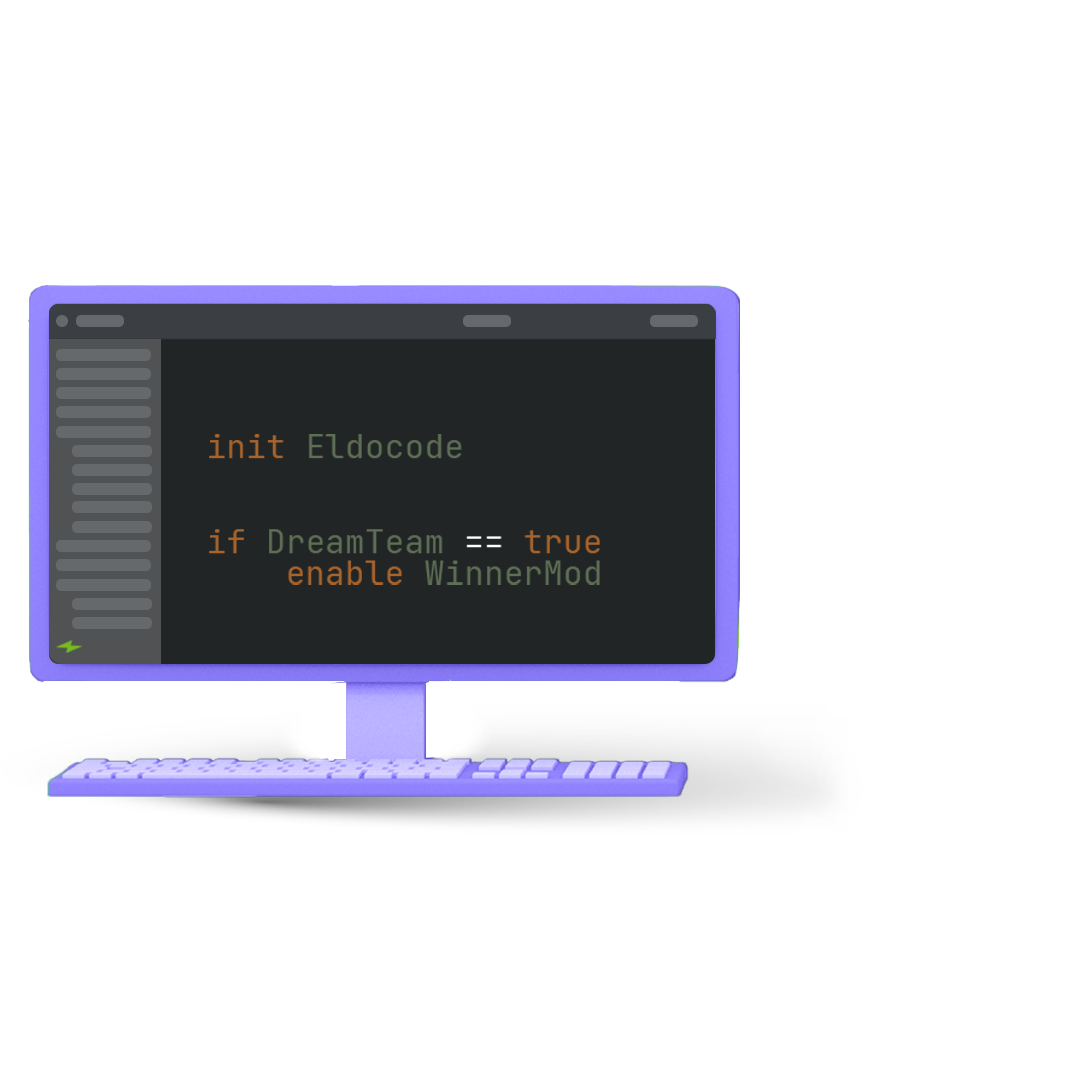 init Eldocode
if DreamTeam == true
enable WinnerMod